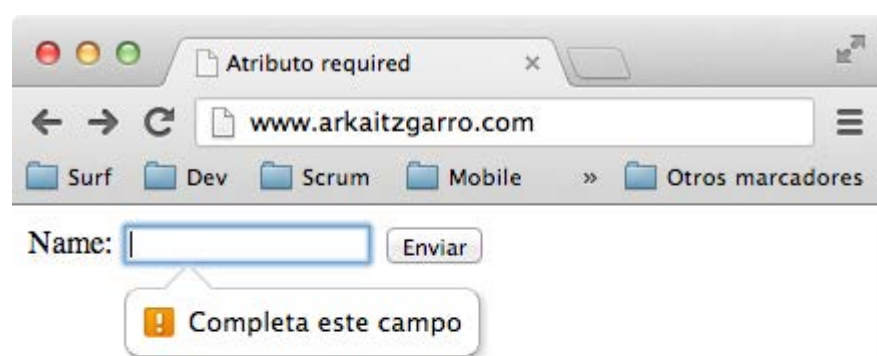 Atributo required
www.arkaitzgarro.com
Surf Dev Scrum Mobile » Otros marcadores
Name: Enviar
Completa este campo